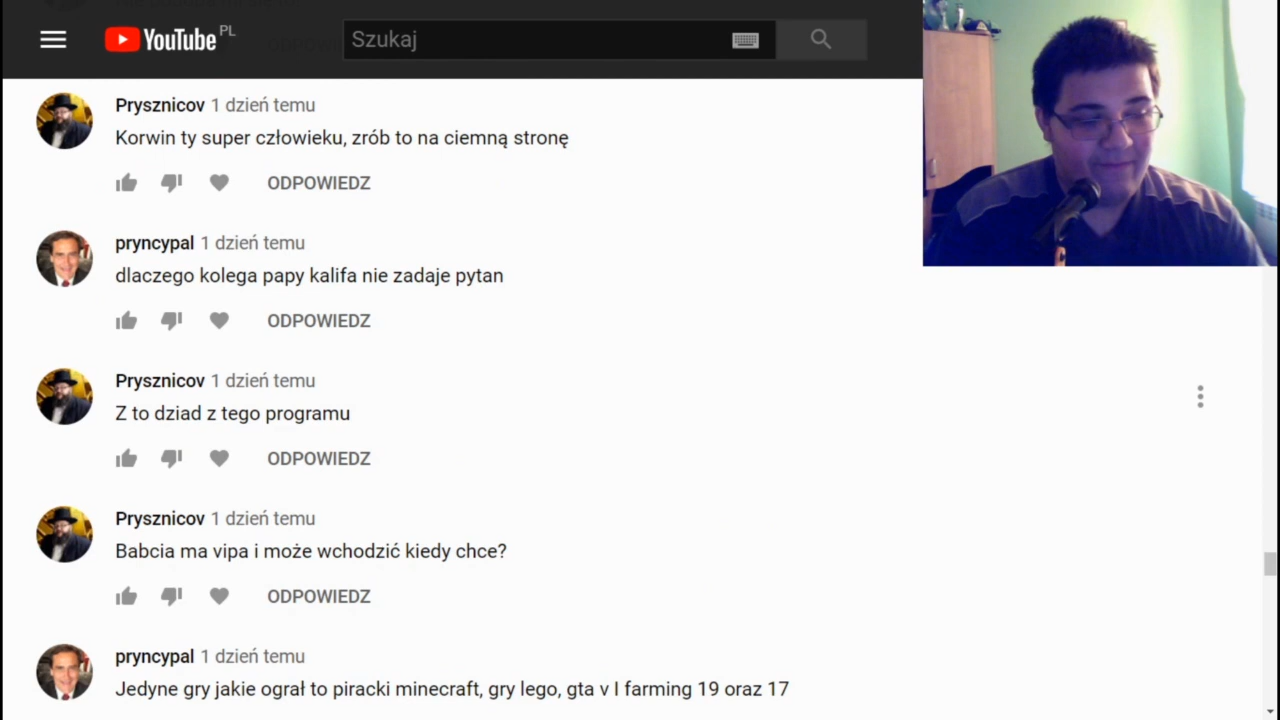 YouTube PL
Szukaj
Prysznicov 1 dzień temu
Korwin ty super człowieku, zrób to na ciemną stronę
ODPOWIEDZ
pryncypal 1 dzień temu
dlaczego kolega papy kalifa nie zadaje pytan
ODPOWIEDZ
Prysznicov 1 dzień temu
Z to dziad z tego programu
ODPOWIEDZ
Prysznicov 1 dzień temu
Babcia ma vipa i może wchodzić kiedy chce?
ODPOWIEDZ
pryncypal 1 dzień temu
Jedyne gry jakie ograł to piracki minecraft, gry lego, gta v I farming 19 oraz 17